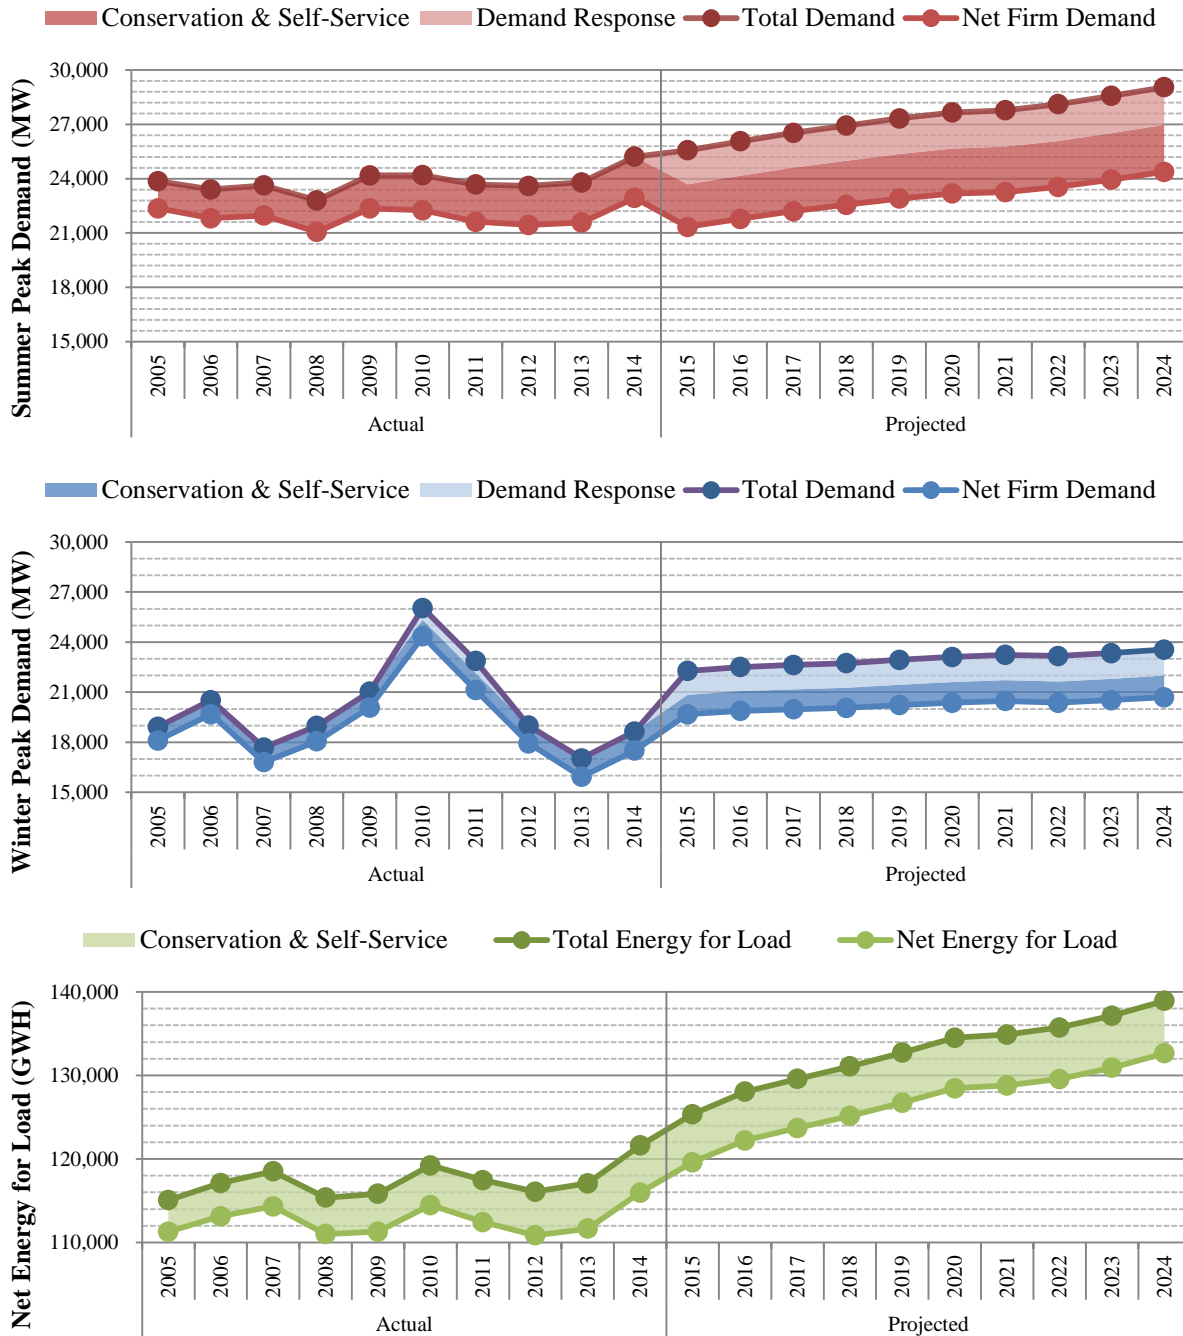 Conservation & Self-Service Demand Response Total Demand Net Firm Demand
Summer Peak Demand (MW)
30,000
27,000
24,000
21,000
18,000
15,000
2005 2006 2007 2008 2009 2010 2011 2012 2013 2014 2015 2016 2017 2018 2019 2020 2021 2022 2023 2024
Actual Projected
Conservation & Self-Service Demand Response Total Demand Net Firm Demand
Winter Peak Demand (MW)
30,000
27,000
24,000
21,000
18,000
15,000
2005 2006 2007 2008 2009 2010 2011 2012 2013 2014 2015 2016 2017 2018 2019 2020 2021 2022 2023 2024
Actual Projected
Conservation & Self-Service Total Energy for Load Net Energy for Load
Net Energy for Load (GWH)
140,000
130,000
120,000
110,000
2005 2006 2007 2008 2009 2010 2011 2012 2013 2014 2015 2016 2017 2018 2019 2020 2021 2022 2023 2024
Actual Projected